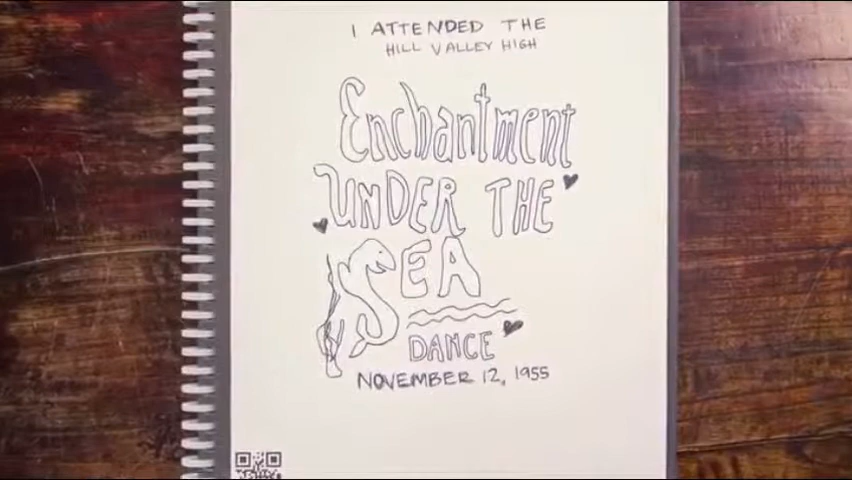 I ATTENDED THE
HILL VALLEY HIGH
Enchantment
UNDER THE
SEA
DANCE
NOVEMBER 12, 1955